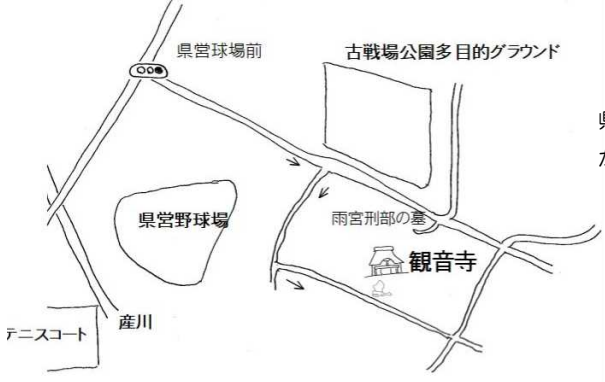 県営球場前
古戦場公園多目的グラウンド
県営野球場
雨宮刑部の墓
観音寺
産川
テニスコート